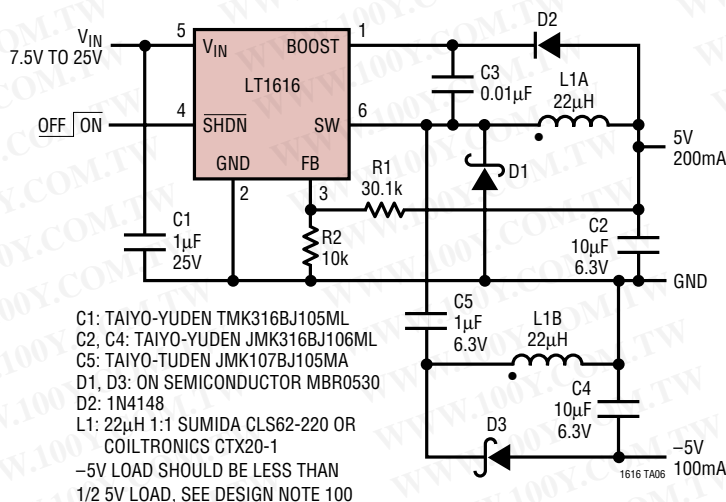 D2
V_IN
7.5V TO 25V
5
V_IN
BOOST
1
LT1616
C3
0.01µF
L1A
22µH
OFF ON
4
SHDN
SW
6
5V
200mA
GND
FB
R1
30.1k
D1
2
3
C1
1µF
25V
R2
10k
C2
10µF
6.3V
GND
C5
1µF
6.3V
L1B
22µH
C4
10µF
6.3V
D3
–5V
100mA
1616 TA06
C1: TAIYO-YUDEN TMK316BJ105ML
C2, C4: TAIYO-YUDEN JMK316BJ106ML
C5: TAIYO-TUDEN JMK107BJ105MA
D1, D3: ON SEMICONDUCTOR MBR0530
D2: 1N4148
L1: 22µH 1:1 SUMIDA CLS62-220 OR
COILTRONICS CTX20-1
–5V LOAD SHOULD BE LESS THAN
1/2 5V LOAD, SEE DESIGN NOTE 100
WWW.100Y.COM.TW